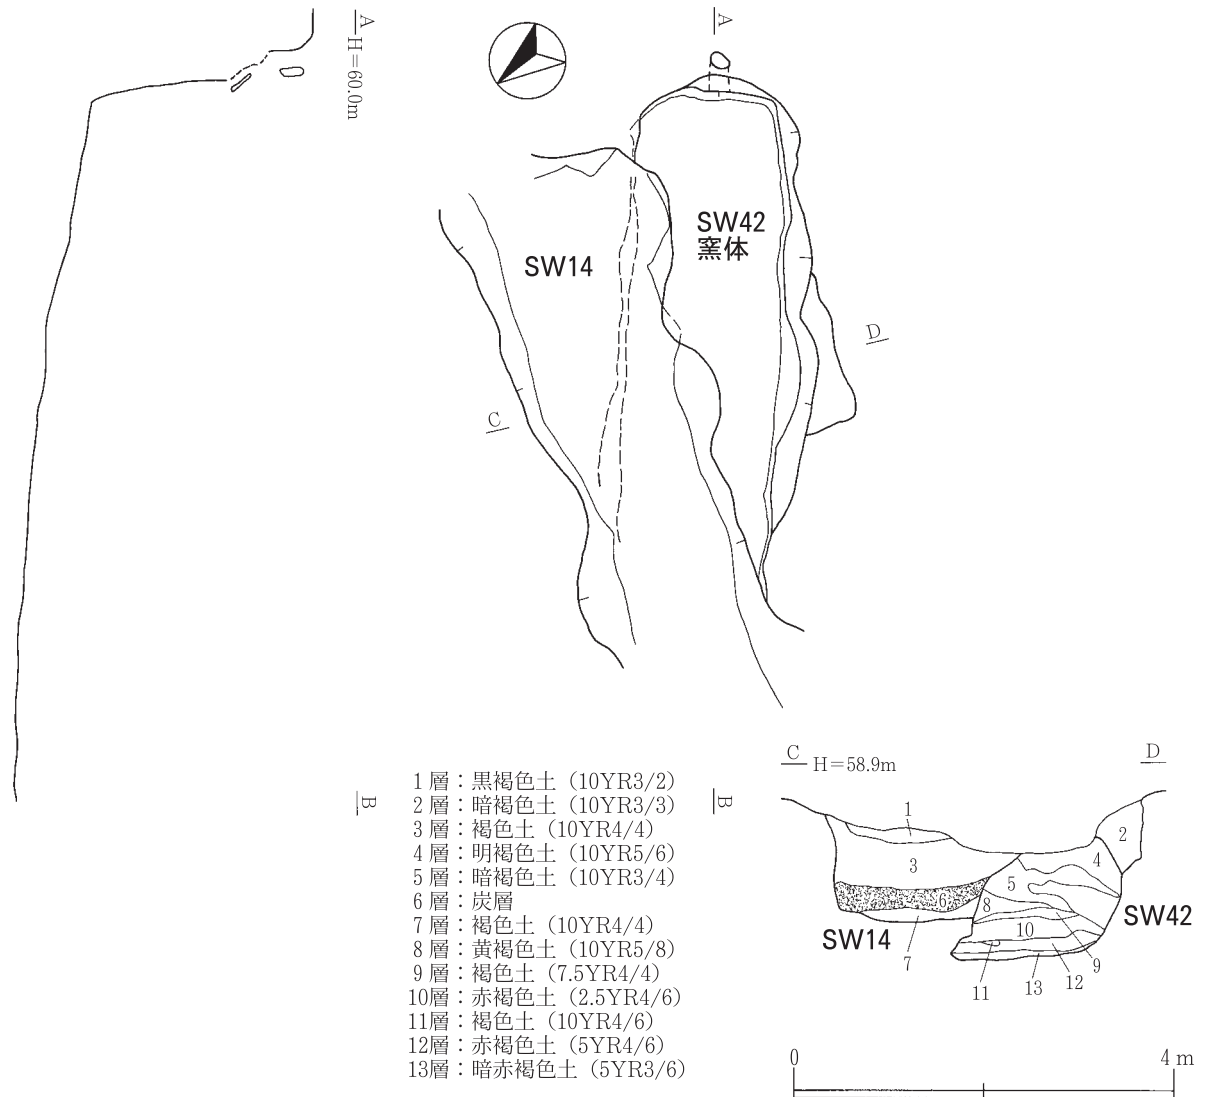 A
H=60.0m
A
SW42
窯体
SW14
D
C
B
B
1層：黒褐色土（10YR3/2）
2層：暗褐色土（10YR3/3）
3層：褐色土（10YR4/4）
4層：明褐色土（10YR5/6）
5層：暗褐色土（10YR3/4）
6層：炭層
7層：褐色土（10YR4/4）
8層：黄褐色土（10YR5/8）
9層：褐色土（7.5YR4/4）
10層：赤褐色土（2.5YR4/6）
11層：褐色土（10YR4/6）
12層：赤褐色土（5YR4/6）
13層：暗赤褐色土（5YR3/6）
C
H=58.9m
D
1
2
3
4
5
6
8
SW42
10
SW14
7
9
12
13
11
0
4 m